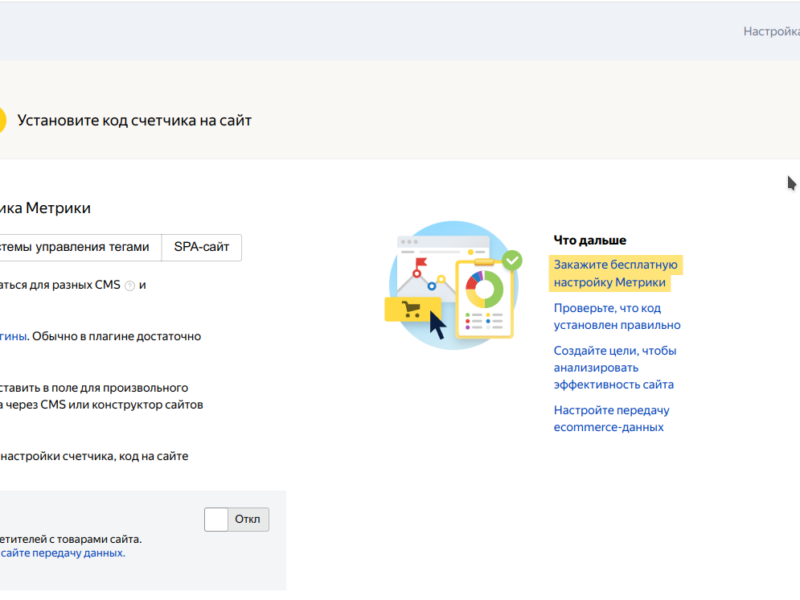 Настройка
Установите код счетчика на сайт
ика Метрики
стемы управления тегами
SPA-сайт
аться для разных CMS ? и
гины. Обычно в плагине достаточно
ставить в поле для произвольного
а через CMS или конструктор сайтов
настройки счетчика, код на сайте
Откл
етителей с товарами сайта.
сайте передачу данных.
Что дальше
Закажите бесплатную
настройку Метрики
Проверьте, что код
установлен правильно
Создайте цели, чтобы
анализировать
эффективность сайта
Настройте передачу
ecommerce-данных